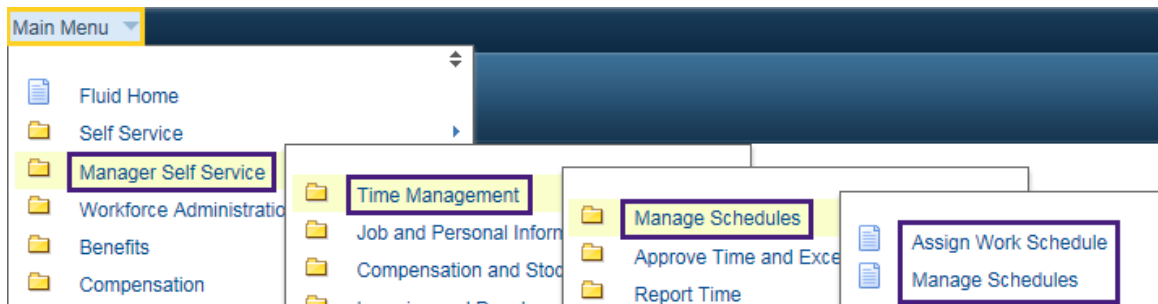 Main Menu
Fluid Home
Self Service
Manager Self Service
Workforce Administratio
Benefits
Compensation
Time Management
Job and Personal Inforn
Compensation and Stoc
Manage Schedules
Approve Time and Exce
Report Time
Assign Work Schedule
Manage Schedules